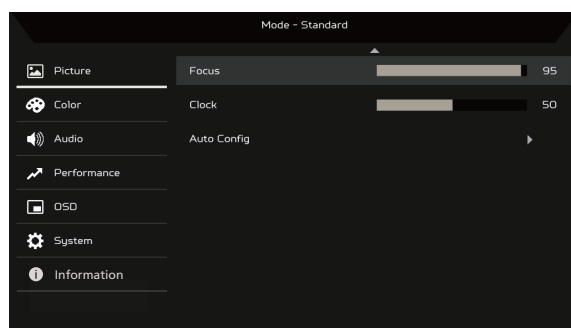 Mode - Standard
Picture
Focus 95
Color
Clock 50
Audio
Auto Config
Performance
OSD
System
Information